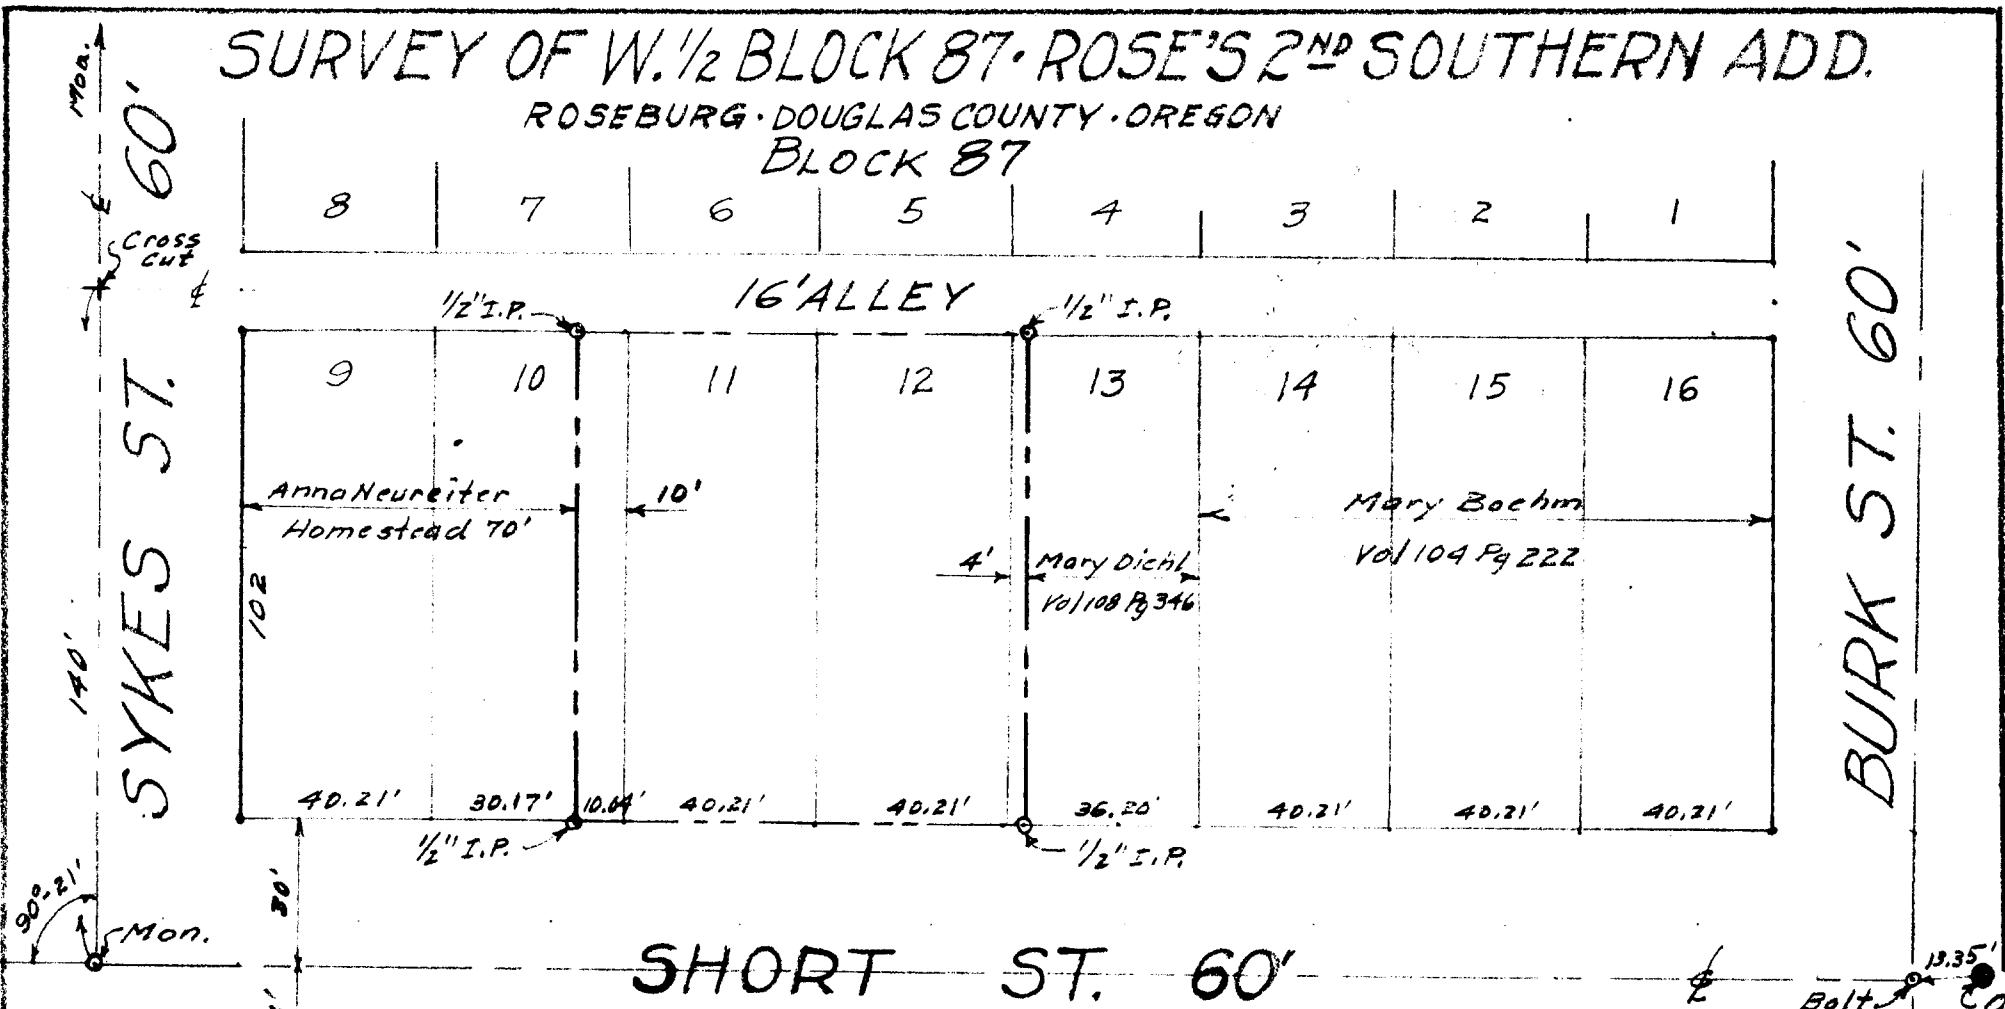 SURVEY OF W. 1/2 BLOCK 87 · ROSE'S 2ND SOUTHERN ADD.
ROSEBURG · DOUGLAS COUNTY · OREGON
BLOCK 87
Mon.
℄
SYKES ST. 60'
Cross
cut
℄
8 7 6 5 4 3 2 1
16' ALLEY
1/2" I.P.
1/2" I.P.
9 10 11 12 13 14 15 16
Anna Neureiter
Homestead 70'
10'
4'
Mary Diehl
Vol 108 Pg 346
Mary Boehm
Vol 104 Pg 222
BURK ST. 60'
102
140'
40.21' 30.17' 10.04' 40.21' 40.21' 36.20' 40.21' 40.21' 40.21'
1/2" I.P.
1/2" I.P.
30'
90°-21'
Mon.
SHORT ST. 60'
℄
13.35'
Bolt